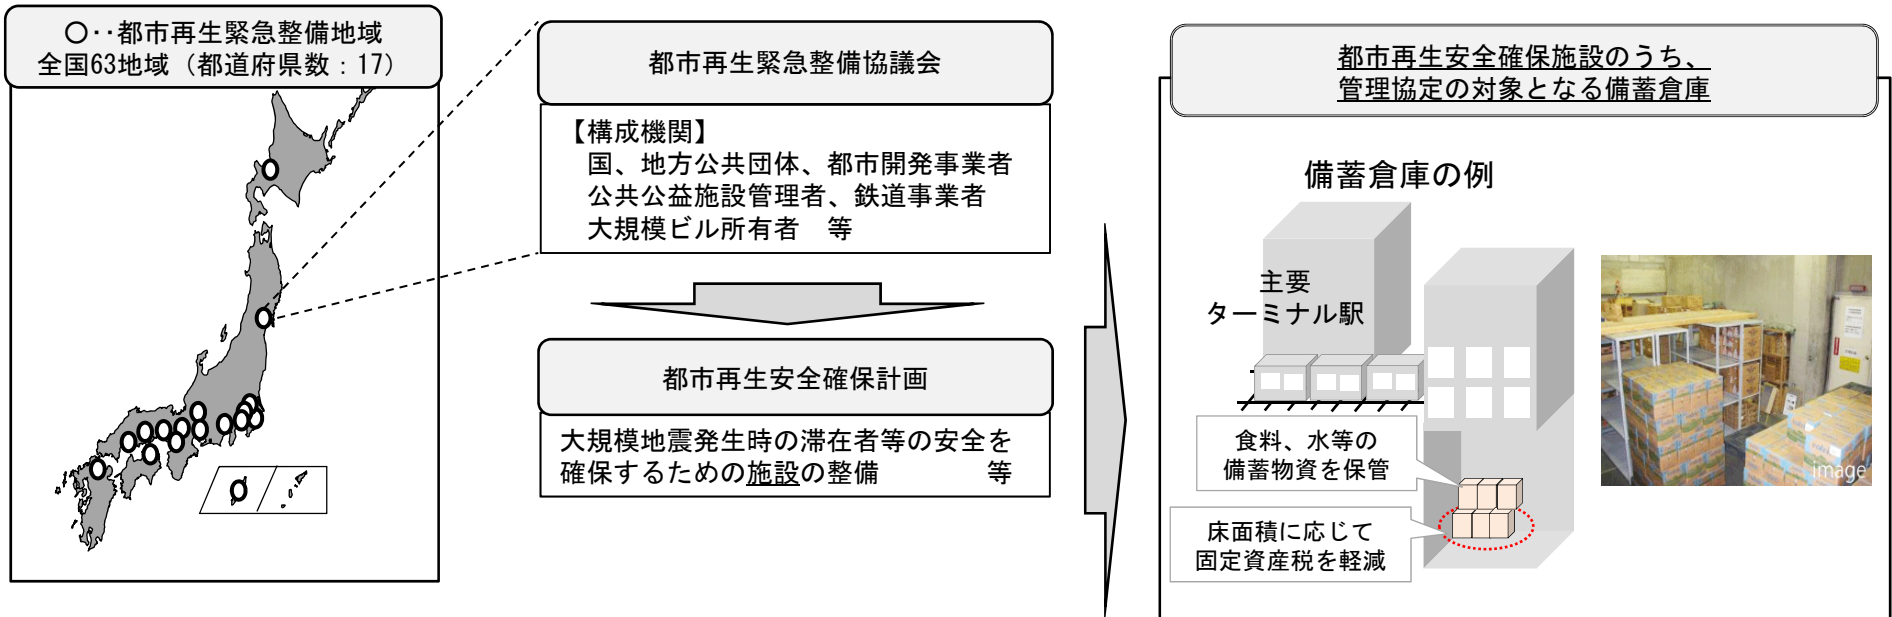 〇‥都市再生緊急整備地域
全国63地域（都道府県数：17）
都市再生緊急整備協議会
【構成機関】
国、地方公共団体、都市開発事業者
公共公益施設管理者、鉄道事業者
大規模ビル所有者　等
都市再生安全確保計画
大規模地震発生時の滞在者等の安全を
確保するための施設の整備　　　　等
都市再生安全確保施設のうち、
管理協定の対象となる備蓄倉庫
備蓄倉庫の例
主要
ターミナル駅
食料、水等の
備蓄物資を保管
床面積に応じて
固定資産税を軽減
image